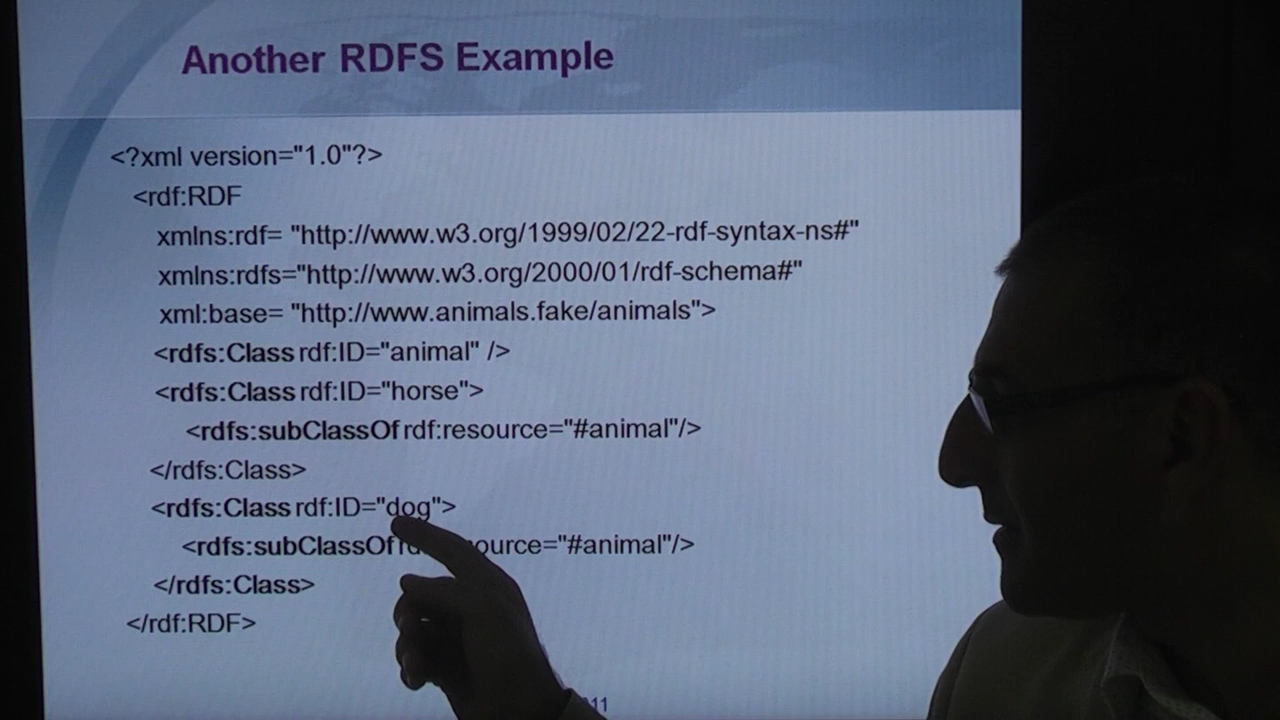 Another RDFS Example
<?xml version="1.0"?>
<rdf:RDF
xmlns:rdf= "http://www.w3.org/1999/02/22-rdf-syntax-ns#"
xmlns:rdfs="http://www.w3.org/2000/01/rdf-schema#"
xml:base= "http://www.animals.fake/animals">
<rdfs:Class rdf:ID="animal" />
<rdfs:Class rdf:ID="horse">
<rdfs:subClassOf rdf:resource="#animal"/>
</rdfs:Class>
<rdfs:Class rdf:ID="dog">
<rdfs:subClassOf ource="#animal"/>
</rdfs:Class>
</rdf:RDF>